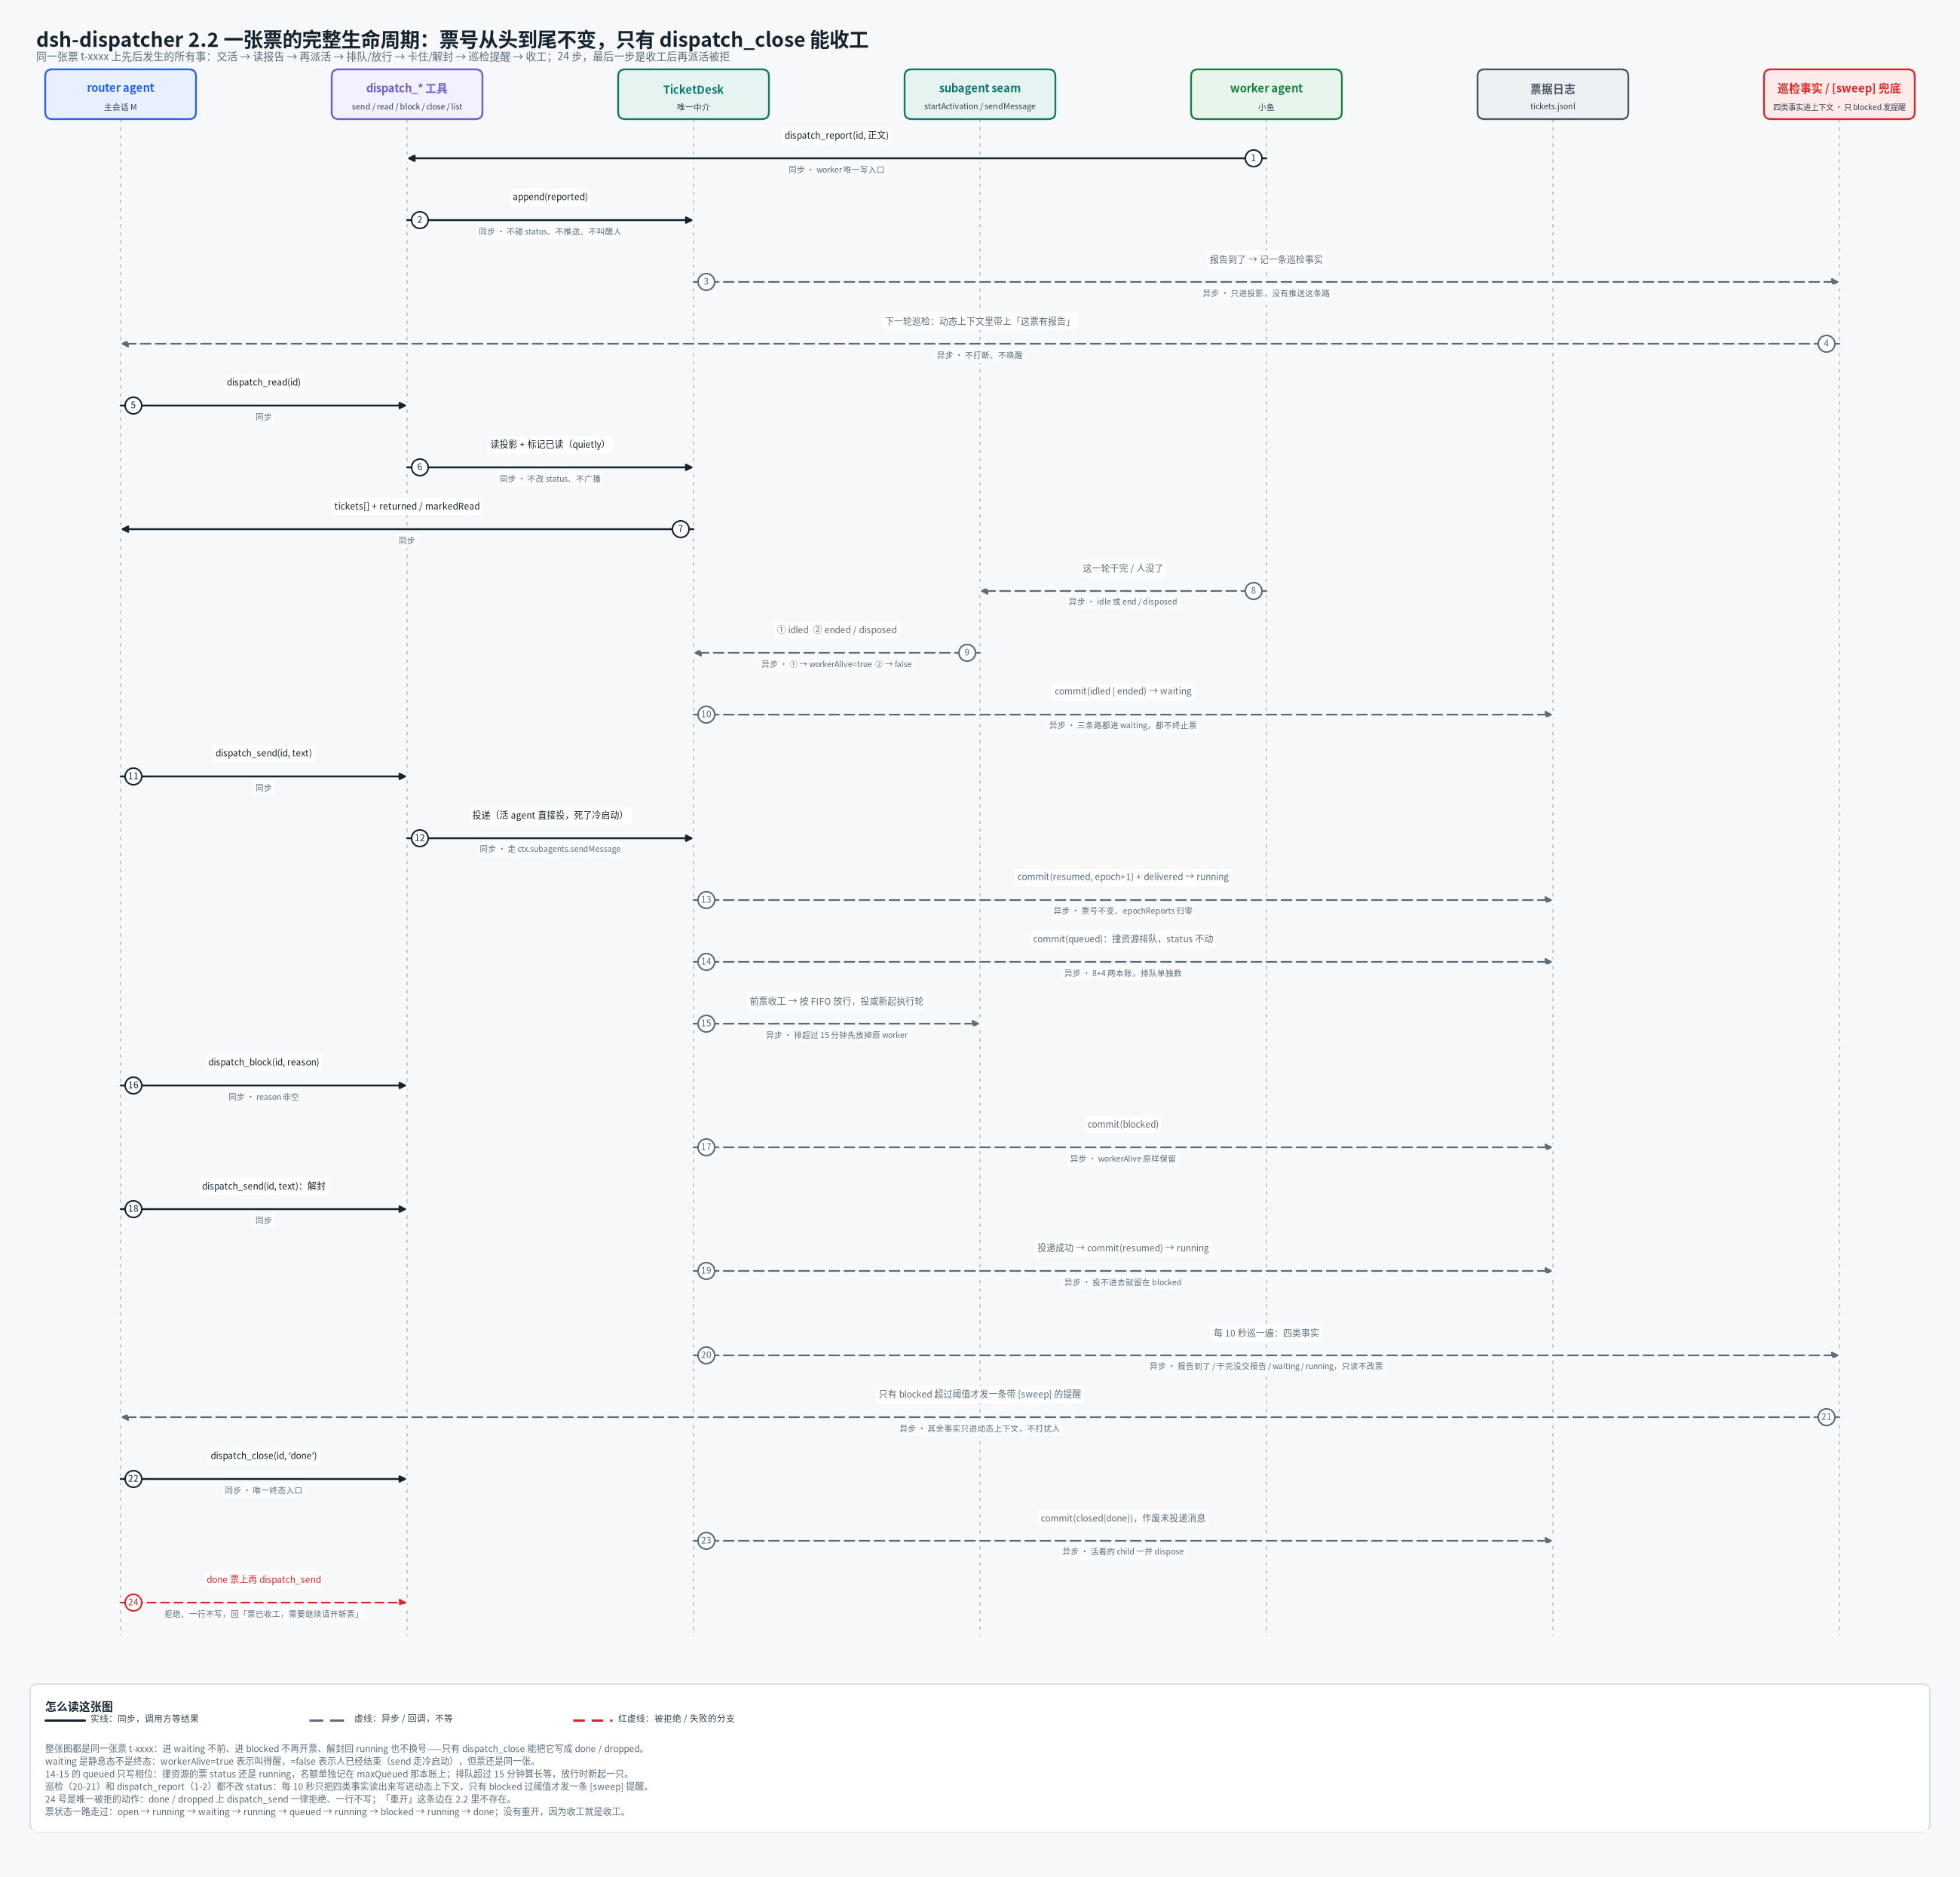 dsh-dispatcher 2.2 一张票的完整生命周期：票号从头到尾不变，只有 dispatch_close 能收工
同一张票 t-xxxx 上先后发生的所有事：交活 → 读报告 → 再派活 → 排队/放行 → 卡住/解封 → 巡检提醒 → 收工；24 步，最后一步是收工后再派活被拒
router agent
主会话 M
dispatch_* 工具
send / read / block / close / list
TicketDesk
唯一中介
subagent seam
startActivation / sendMessage
worker agent
小鱼
票据日志
tickets.jsonl
巡检事实 / [sweep] 兜底
四类事实进上下文 · 只 blocked 发提醒
dispatch_report(id, 正文)
1
同步 · worker 唯一写入口
append(reported)
2
同步 · 不碰 status、不推送、不叫醒人
报告到了 → 记一条巡检事实
3
异步 · 只进投影，没有推送这条路
下一轮巡检：动态上下文里带上「这票有报告」
4
异步 · 不打断、不唤醒
dispatch_read(id)
5
同步
读投影 + 标记已读（quietly）
6
同步 · 不改 status、不广播
tickets[] + returned / markedRead
7
同步
这一轮干完 / 人没了
8
异步 · idle 或 end / disposed
① idled ② ended / disposed
9
异步 · ① → workerAlive=true ② → false
commit(idled | ended) → waiting
10
异步 · 三条路都进 waiting，都不终止票
dispatch_send(id, text)
11
同步
投递（活 agent 直接投，死了冷启动）
12
同步 · 走 ctx.subagents.sendMessage
commit(resumed, epoch+1) + delivered → running
13
异步 · 票号不变、epochReports 归零
commit(queued)：撞资源排队，status 不动
14
异步 · 8+4 两本账，排队单独数
前票收工 → 按 FIFO 放行，投或新起执行轮
15
异步 · 排超过 15 分钟先放掉原 worker
dispatch_block(id, reason)
16
同步 · reason 非空
commit(blocked)
17
异步 · workerAlive 原样保留
dispatch_send(id, text)：解封
18
同步
投递成功 → commit(resumed) → running
19
异步 · 投不进去就留在 blocked
每 10 秒巡一遍：四类事实
20
异步 · 报告到了 / 干完没交报告 / waiting / running，只读不改票
只有 blocked 超过阈值才发一条带 [sweep] 的提醒
21
异步 · 其余事实只进动态上下文，不打扰人
dispatch_close(id, 'done')
22
同步 · 唯一终态入口
commit(closed(done))，作废未投递消息
23
异步 · 活着的 child 一并 dispose
done 票上再 dispatch_send
24
拒绝、一行不写，回「票已收工，需要继续请开新票」
怎么读这张图
实线：同步，调用方等结果
虚线：异步 / 回调，不等
红虚线：被拒绝 / 失败的分支
整张图都是同一张票 t-xxxx：进 waiting 不前、进 blocked 不再开票、解封回 running 也不换号——只有 dispatch_close 能把它写成 done / dropped。
waiting 是静息态不是终态：workerAlive=true 表示叫得醒，=false 表示人已经结束（send 走冷启动），但票还是同一张。
14-15 的 queued 只写相位：撞资源的票 status 还是 running，名额单独记在 maxQueued 那本账上；排队超过 15 分钟算长等，放行时新起一只。
巡检（20-21）和 dispatch_report（1-2）都不改 status：每 10 秒只把四类事实读出来写进动态上下文，只有 blocked 过阈值才发一条 [sweep] 提醒。
24 号是唯一被拒的动作：done / dropped 上 dispatch_send 一律拒绝、一行不写；「重开」这条边在 2.2 里不存在。
票状态一路走过：open → running → waiting → running → queued → running → blocked → running → done；没有重开，因为收工就是收工。